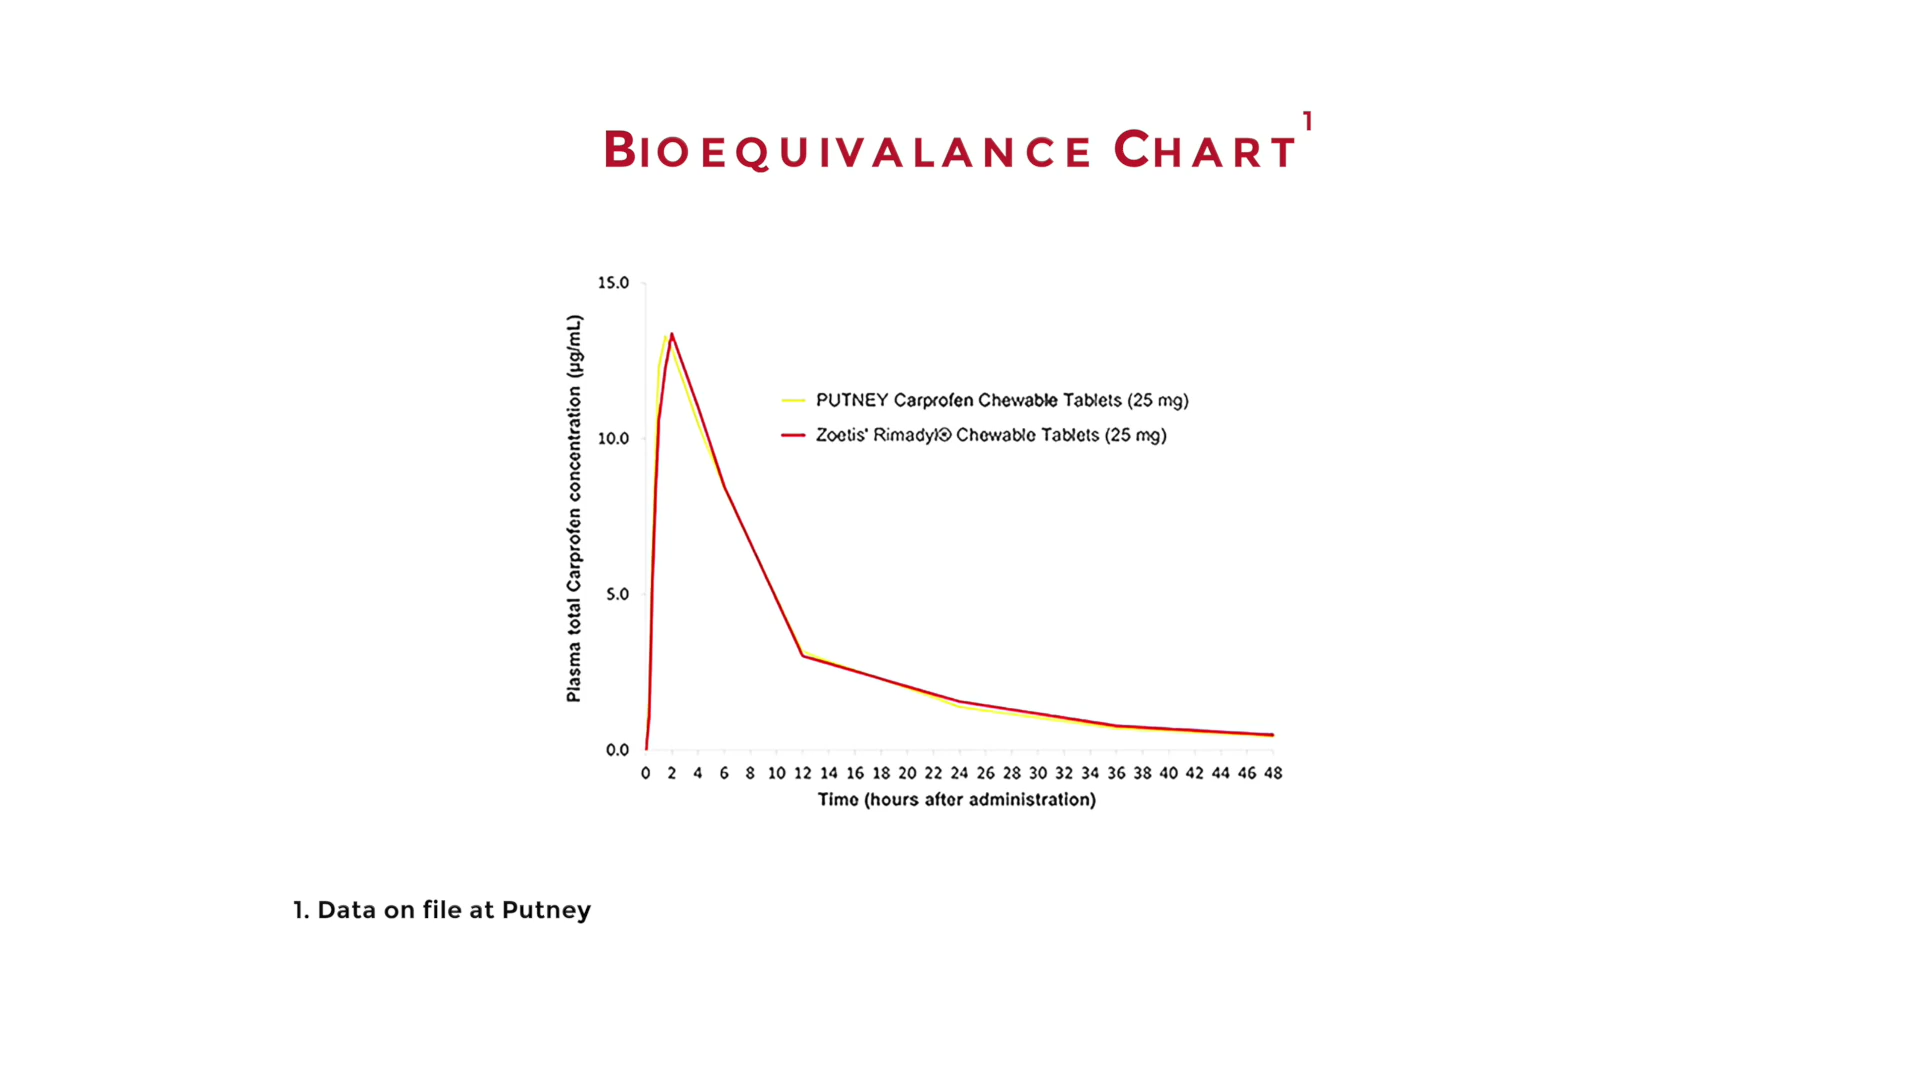 BIOEQUIVALANCE CHART1
15.0
10.0
5.0
0.0
Plasma total Carprofen concentration (µg/mL)
PUTNEY Carprofen Chewable Tablets (25 mg)
Zoetis' Rimadyl® Chewable Tablets (25 mg)
0 2 4 6 8 10 12 14 16 18 20 22 24 26 28 30 32 34 36 38 40 42 44 46 48
Time (hours after administration)
1. Data on file at Putney